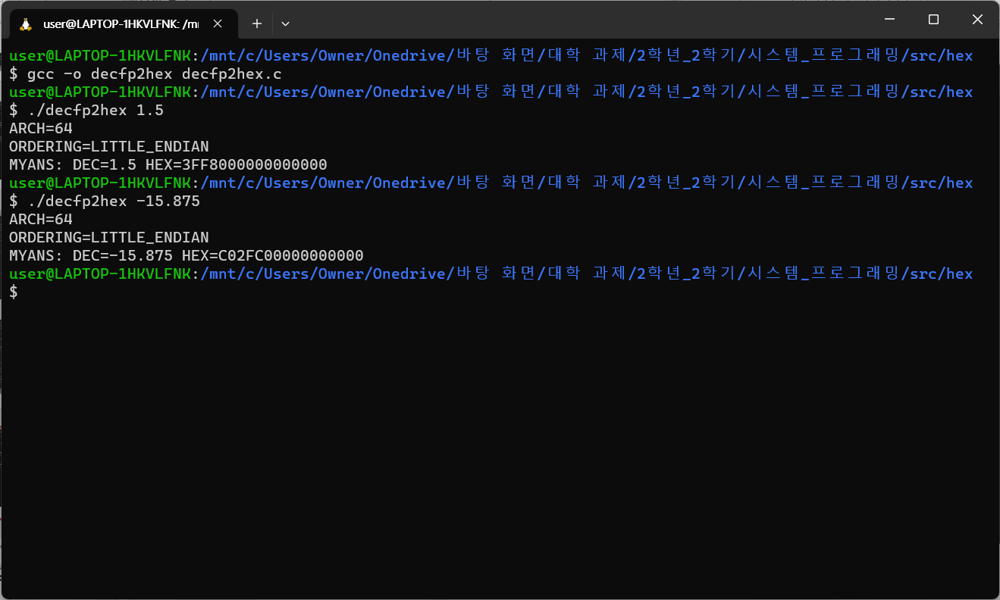 user@LAPTOP-1HKVLFNK: /m
user@LAPTOP-1HKVLFNK:/mnt/c/Users/Owner/Onedrive/바탕 화면/대학 과제/2학년_2학기/시스템_프로그래밍/src/hex
$ gcc -o decfp2hex decfp2hex.c
user@LAPTOP-1HKVLFNK:/mnt/c/Users/Owner/Onedrive/바탕 화면/대학 과제/2학년_2학기/시스템_프로그래밍/src/hex
$ ./decfp2hex 1.5
ARCH=64
ORDERING=LITTLE_ENDIAN
MYANS: DEC=1.5 HEX=3FF8000000000000
user@LAPTOP-1HKVLFNK:/mnt/c/Users/Owner/Onedrive/바탕 화면/대학 과제/2학년_2학기/시스템_프로그래밍/src/hex
$ ./decfp2hex -15.875
ARCH=64
ORDERING=LITTLE_ENDIAN
MYANS: DEC=-15.875 HEX=C02FC00000000000
user@LAPTOP-1HKVLFNK:/mnt/c/Users/Owner/Onedrive/바탕 화면/대학 과제/2학년_2학기/시스템_프로그래밍/src/hex
$